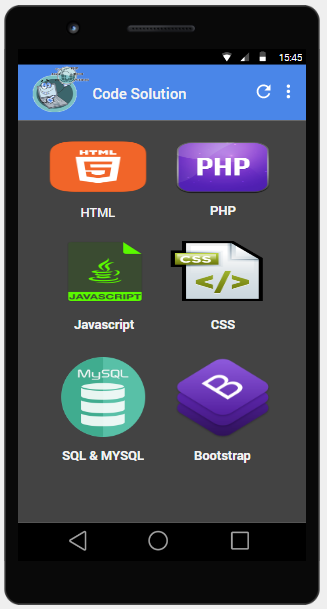 15:45
Code Solution
HTML
5
PHP
HTML
PHP
JAVASCRIPT
CSS
</>
Javascript
CSS
MySQL
B
SQL & MYSQL
Bootstrap